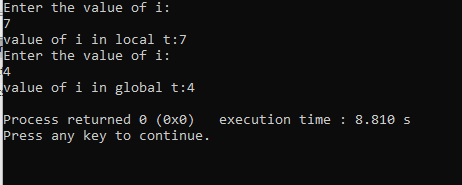 Enter the value of i:
7
value of i in local t:7
Enter the value of i:
4
value of i in global t:4
Process returned 0 (0x0)   execution time : 8.810 s
Press any key to continue.